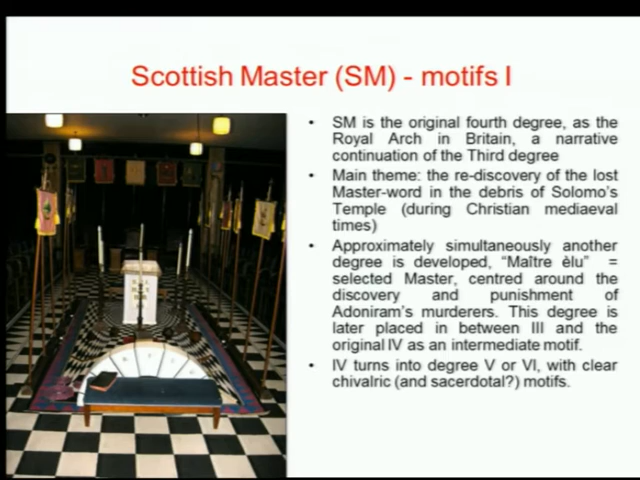 Scottish Master (SM) - motifs I
• SM is the original fourth degree, as the
Royal Arch in Britain, a narrative
continuation of the Third degree
• Main theme: the re-discovery of the lost
Master-word in the debris of Solomo's
Temple (during Christian mediaeval
times)
• Approximately simultaneously another
degree is developed, "Maître èlu" =
selected Master, centred around the
discovery and punishment of
Adoniram's murderers. This degree is
later placed in between III and the
original IV as an intermediate motif.
• IV turns into degree V or VI, with clear
chivalric (and sacerdotal?) motifs.